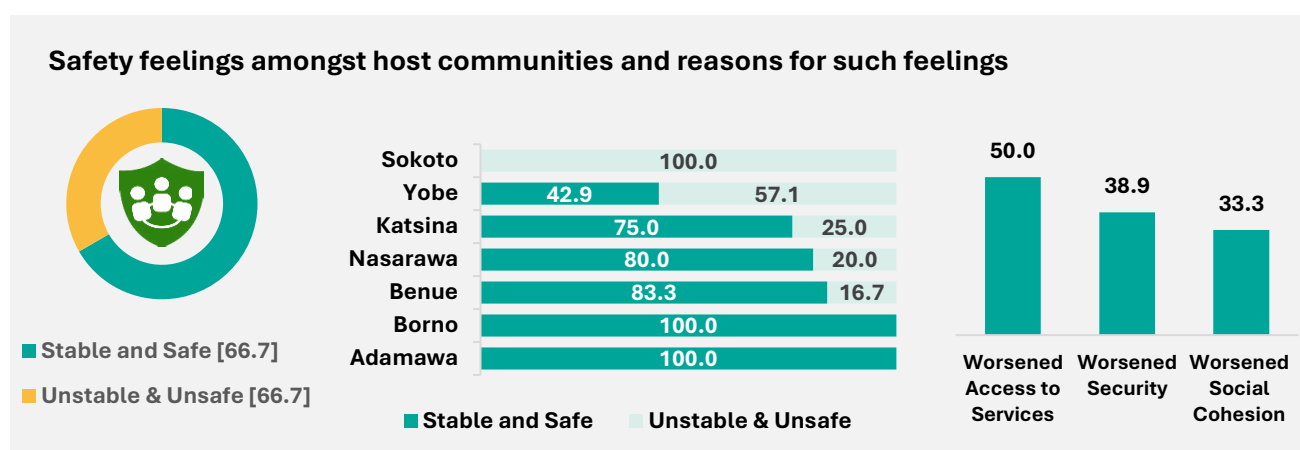 Safety feelings amongst host communities and reasons for such feelings
Stable and Safe [66.7]
Unstable & Unsafe [66.7]
Sokoto 100.0
Yobe 42.9 57.1
Katsina 75.0 25.0
Nasarawa 80.0 20.0
Benue 83.3 16.7
Borno 100.0
Adamawa 100.0
Stable and Safe Unstable & Unsafe
50.0
38.9
33.3
Worsened Access to Services
Worsened Security
Worsened Social Cohesion